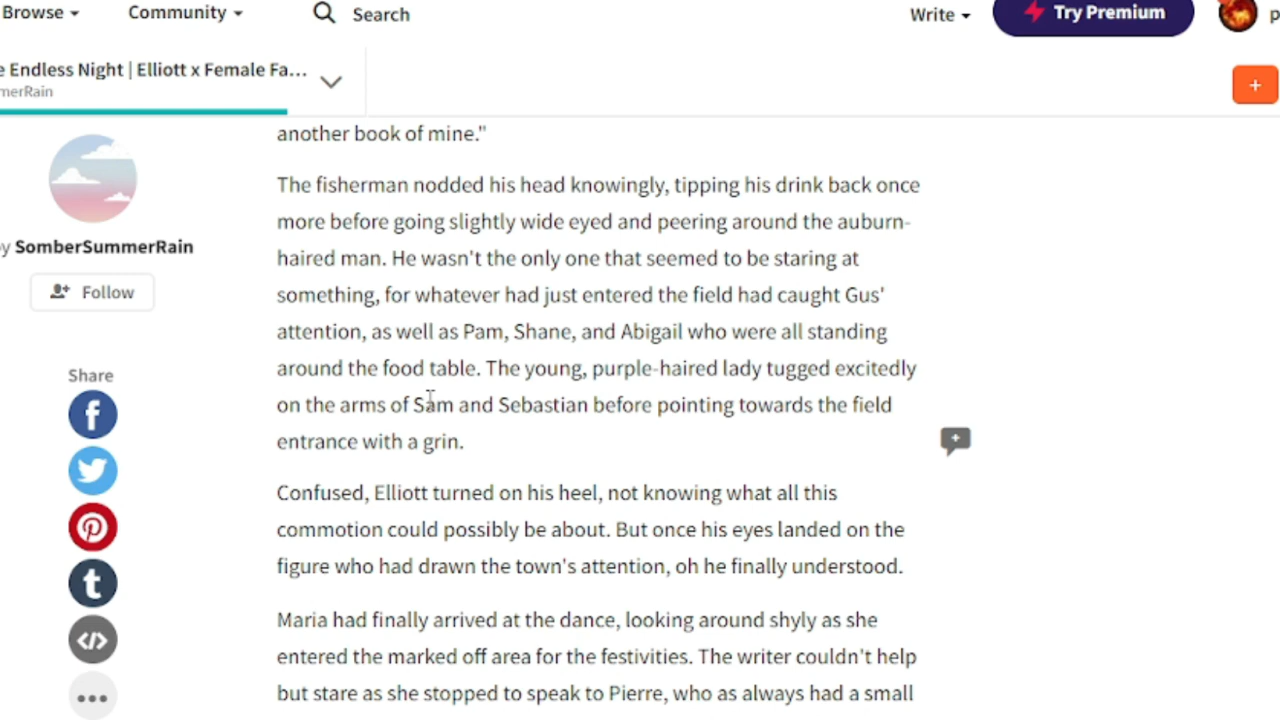 Browse
Community
Search
Write
Try Premium
p
e Endless Night | Elliott x Female Fa...
merRain
+
another book of mine."
The fisherman nodded his head knowingly, tipping his drink back once
more before going slightly wide eyed and peering around the auburn-
haired man. He wasn't the only one that seemed to be staring at
something, for whatever had just entered the field had caught Gus'
attention, as well as Pam, Shane, and Abigail who were all standing
around the food table. The young, purple-haired lady tugged excitedly
on the arms of Sam and Sebastian before pointing towards the field
entrance with a grin.
Confused, Elliott turned on his heel, not knowing what all this
commotion could possibly be about. But once his eyes landed on the
figure who had drawn the town's attention, oh he finally understood.
Maria had finally arrived at the dance, looking around shyly as she
entered the marked off area for the festivities. The writer couldn't help
but stare as she stopped to speak to Pierre, who as always had a small
by SomberSummerRain
Follow
Share